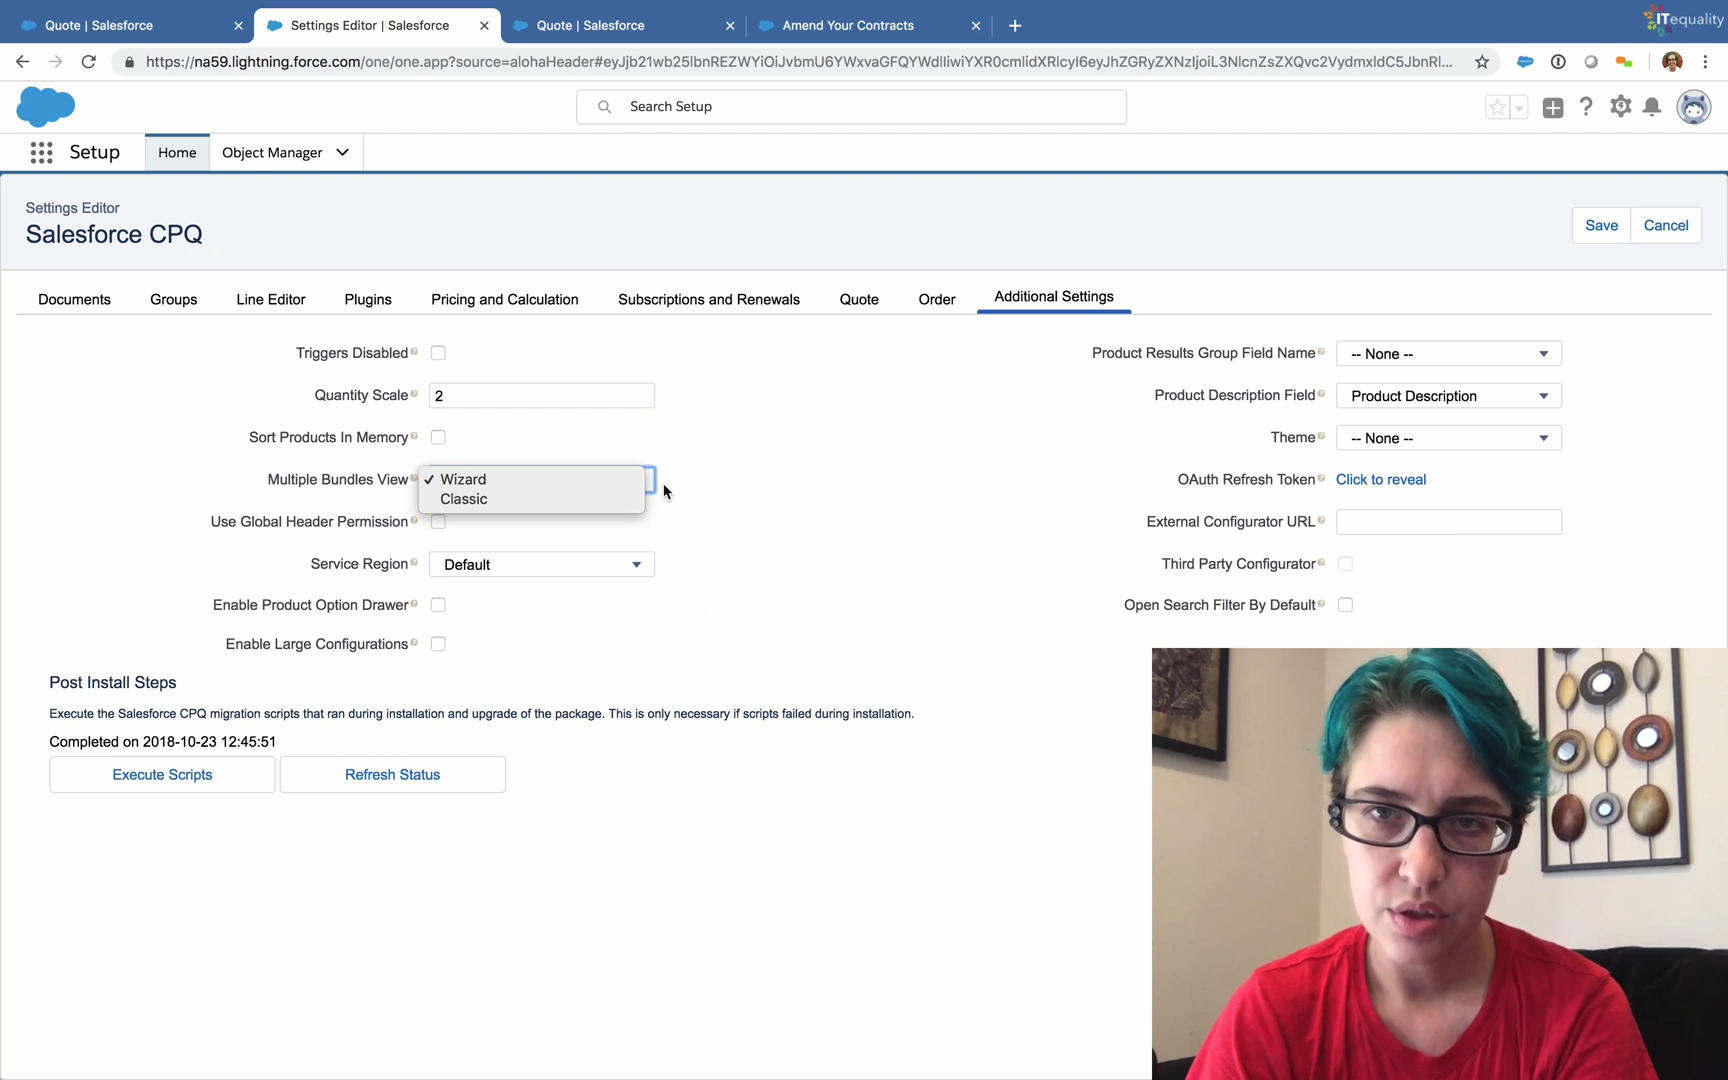 Quote | Salesforce
Settings Editor | Salesforce
Quote | Salesforce
Amend Your Contracts
ITequality
https://na59.lightning.force.com/one/one.app?source=alohaHeader#eyJjb21wb25lbnREZWYiOiJvbmU6YWxvaGFQYWdlIiwiYXR0cmlidXRlcyI6eyJhZGRyZXNzIjoiL3NlcnZsZXQvc2VydmxldC5JbnRl...
Search Setup
Setup
Home
Object Manager
Settings Editor
Salesforce CPQ
Save
Cancel
Documents
Groups
Line Editor
Plugins
Pricing and Calculation
Subscriptions and Renewals
Quote
Order
Additional Settings
Triggers Disabled
Product Results Group Field Name
-- None --
Quantity Scale
2
Product Description Field
Product Description
Sort Products In Memory
Theme
-- None --
Multiple Bundles View
✓ Wizard
Classic
OAuth Refresh Token
Click to reveal
Use Global Header Permission
External Configurator URL
Service Region
Default
Third Party Configurator
Enable Product Option Drawer
Open Search Filter By Default
Enable Large Configurations
Post Install Steps
Execute the Salesforce CPQ migration scripts that ran during installation and upgrade of the package. This is only necessary if scripts failed during installation.
Completed on 2018-10-23 12:45:51
Execute Scripts
Refresh Status